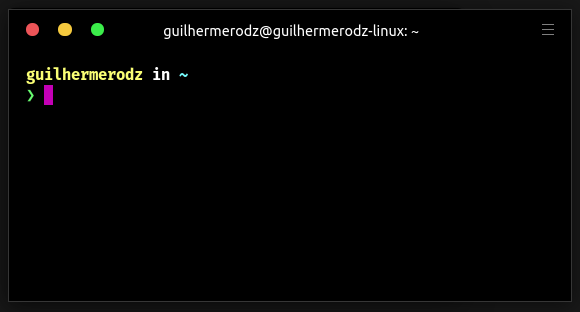 guilhermerodz@guilhermerodz-linux: ~
guilhermerodz in ~
❯